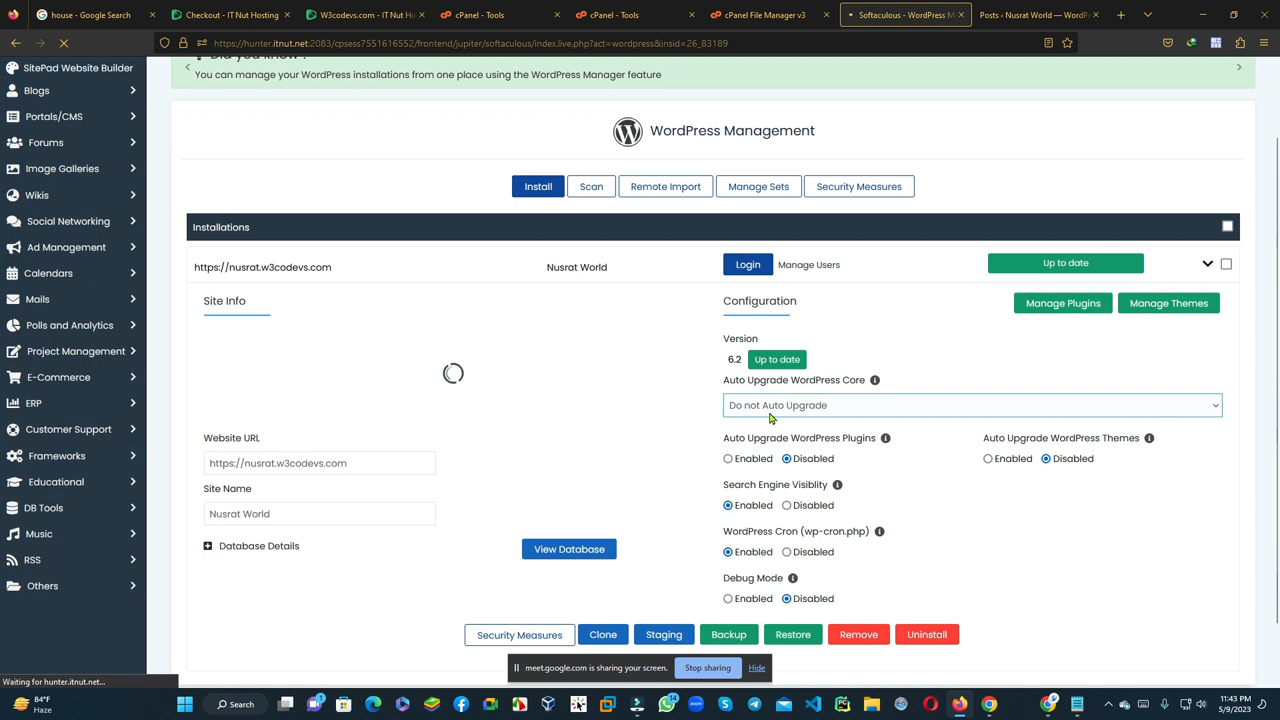 house - Google Search
Checkout - IT Nut Hosting
W3codevs.com - IT Nut H
cPanel - Tools
cPanel - Tools
cPanel File Manager v3
Softaculous - WordPress M
Posts ‹ Nusrat World — WordP
https://hunter.itnut.net:2083/cpsess7551616552/frontend/jupiter/softaculous/index.live.php?act=wordpress&insid=26_83189
SitePad Website Builder
Blogs
Portals/CMS
Forums
Image Galleries
Wikis
Social Networking
Ad Management
Calendars
Mails
Polls and Analytics
Project Management
E-Commerce
ERP
Customer Support
Frameworks
Educational
DB Tools
Music
RSS
Others
Did you know?
You can manage your WordPress installations from one place using the WordPress Manager feature
WordPress Management
Install Scan Remote Import Manage Sets Security Measures
Installations
https://nusrat.w3codevs.com Nusrat World Login Manage Users Up to date
Site Info
Website URL
https://nusrat.w3codevs.com
Site Name
Nusrat World
Database Details View Database
Configuration Manage Plugins Manage Themes
Version
6.2 Up to date
Auto Upgrade WordPress Core
Do not Auto Upgrade
Auto Upgrade WordPress Plugins Auto Upgrade WordPress Themes
Enabled Disabled Enabled Disabled
Search Engine Visiblity
Enabled Disabled
WordPress Cron (wp-cron.php)
Enabled Disabled
Debug Mode
Enabled Disabled
Security Measures Clone Staging Backup Restore Remove Uninstall
meet.google.com is sharing your screen. Stop sharing Hide
Waiting for hunter.itnut.net...
84°F
Haze
Search
14
11:43 PM
5/9/2023